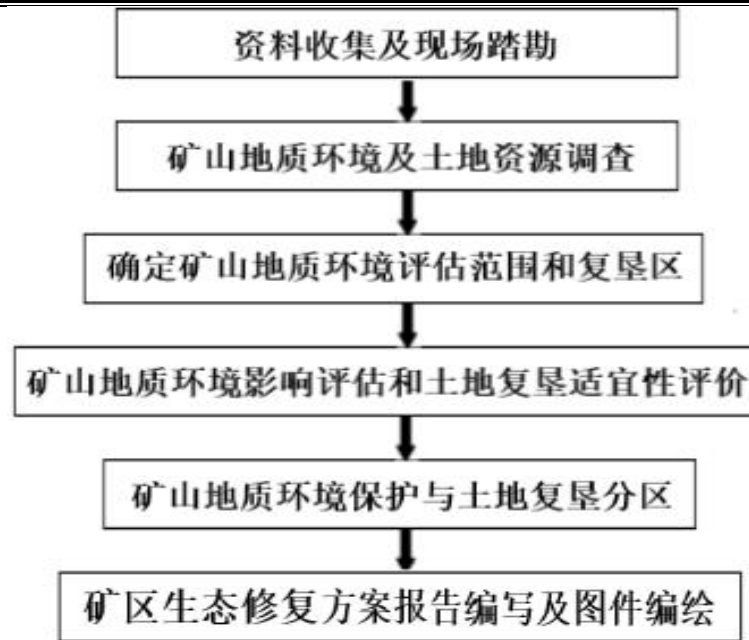 资料收集及现场踏勘
矿山地质环境及土地资源调查
确定矿山地质环境评估范围和复垦区
矿山地质环境影响评估和土地复垦适宜性评价
矿山地质环境保护与土地复垦分区
矿区生态修复方案报告编写及图件编绘